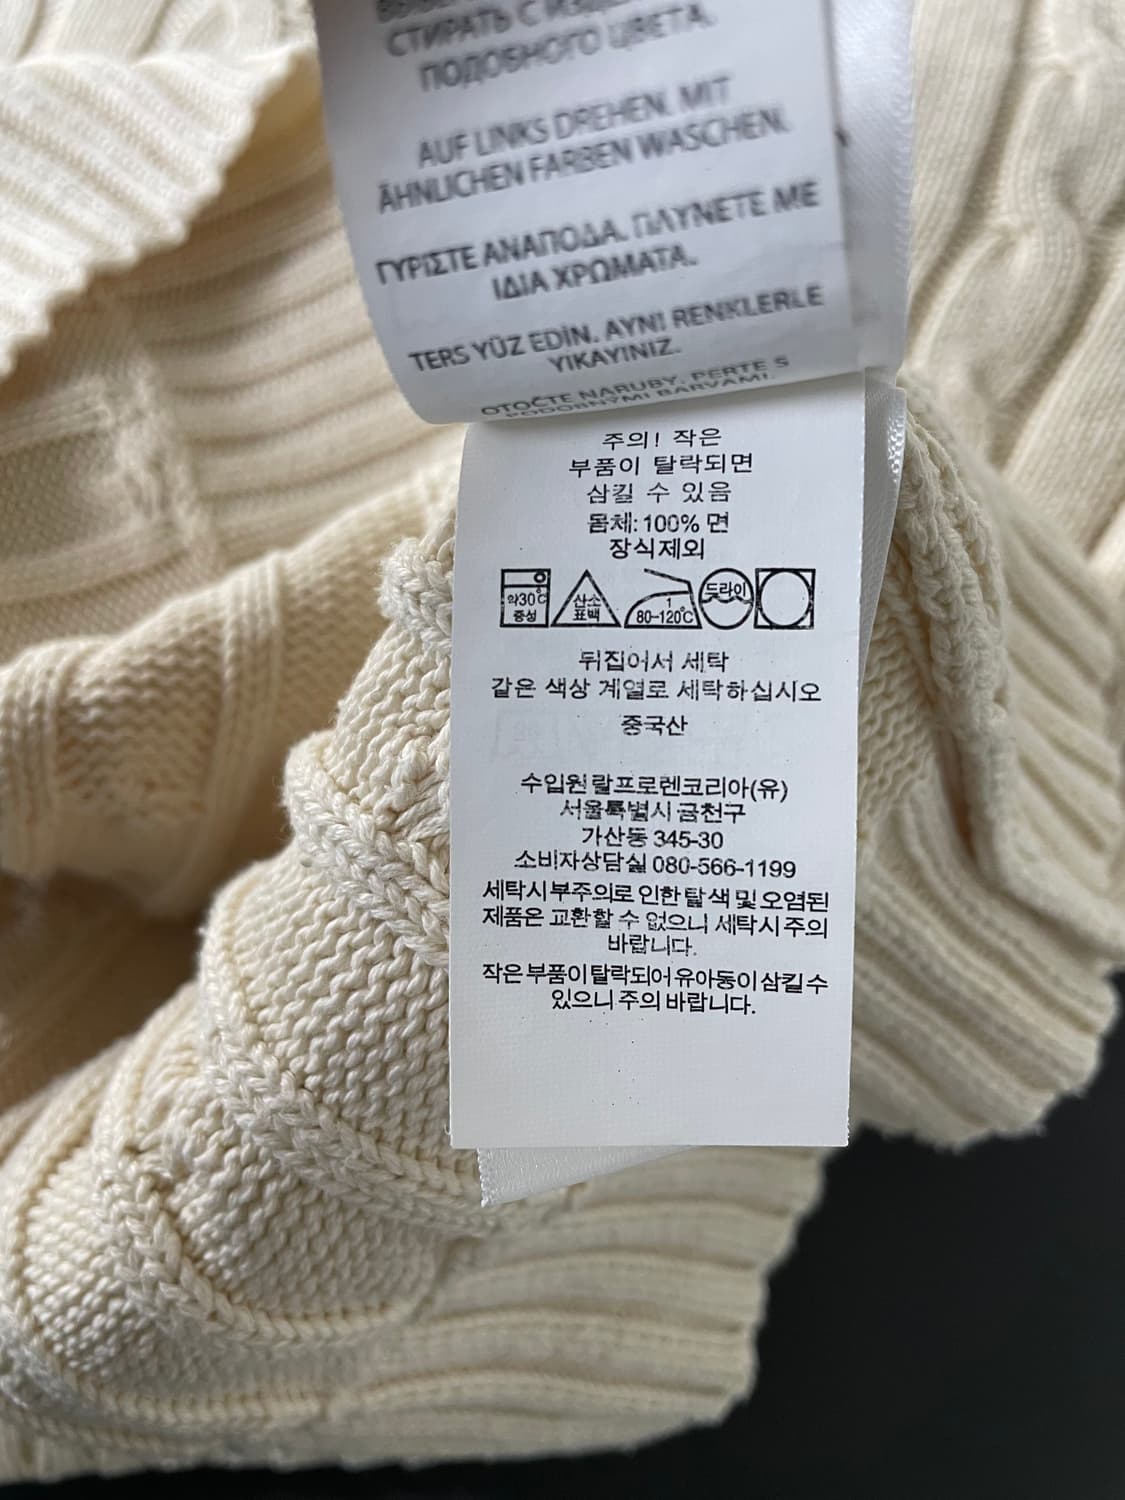 СТИРАТЬ С ИЗДЕ
ПОДОБНОГО ЦВЕТА.
AUF LINKS DREHEN. MIT
ÄHNLICHEN FARBEN WASCHEN.
ΓΥΡΙΣΤΕ ΑΝΑΠΟΔΑ. ΠΛΥΝΕΤΕ ΜΕ
ΙΔΙΑ ΧΡΩΜΑΤΑ.
TERS YÜZ EDİN. AYNI RENKLERLE
YIKAYINIZ.
OTOČTE NARUBY. PERTE S
PODOBNÝMI BARVAMI.
주의! 작은
부품이 탈락되면
삼킬 수 있음
몸체: 100% 면
장식제외
약30℃
중성
산소
표백
1
80-120℃
드라이
뒤집어서 세탁
같은 색상 계열로 세탁하십시오
중국산
수입원랄프로렌코리아(유)
서울특별시 금천구
가산동 345-30
소비자상담실 080-566-1199
세탁시부주의로 인한 탈색 및 오염된
제품은 교환할 수 없으니 세탁시 주의
바랍니다.
작은 부품이 탈락되어 유아동이 삼킬 수
있으니 주의 바랍니다.